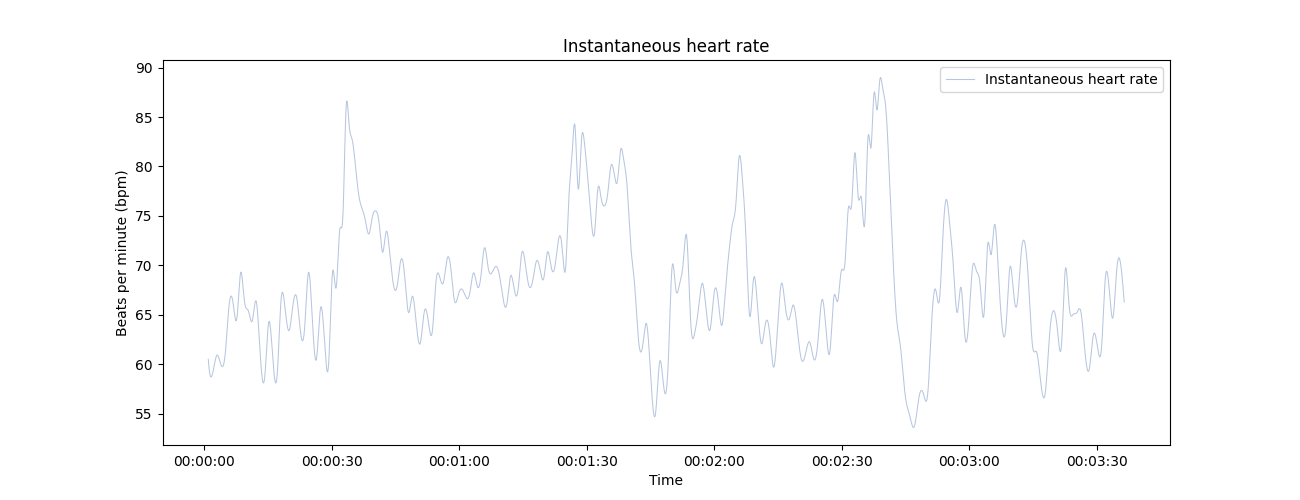 Instantaneous heart rate
Instantaneous heart rate
90
85
80
75
70
65
60
55
Beats per minute (bpm)
00:00:00 00:00:30 00:01:00 00:01:30 00:02:00 00:02:30 00:03:00 00:03:30
Time